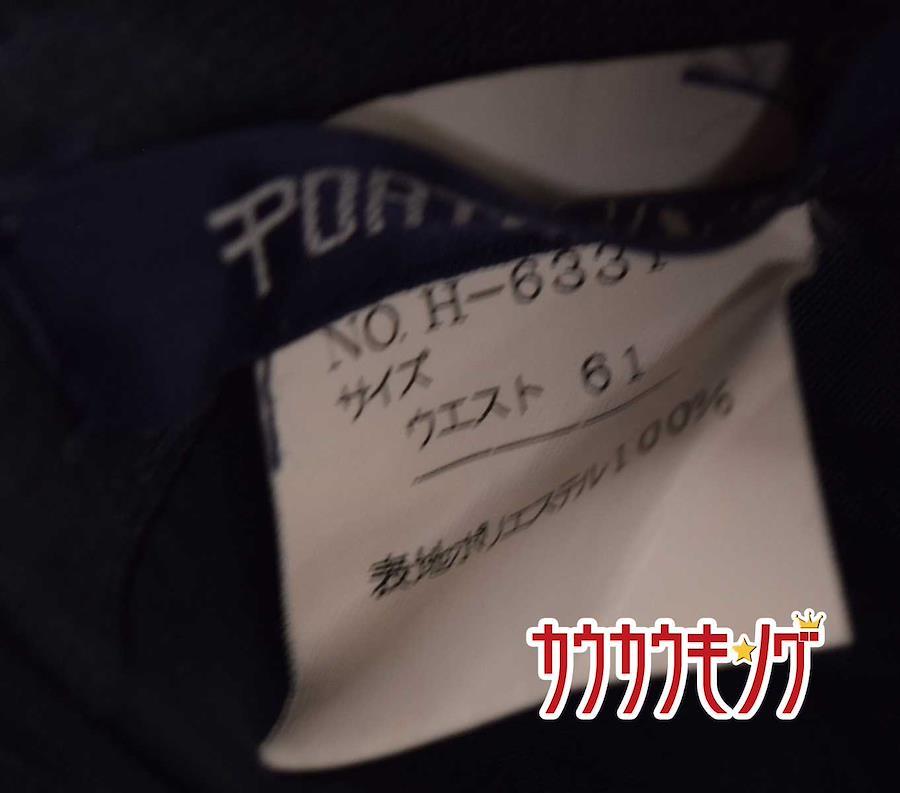 NO. H-6331
サイズ
ウエスト 61
表地ポリエステル100%
カウカウキング